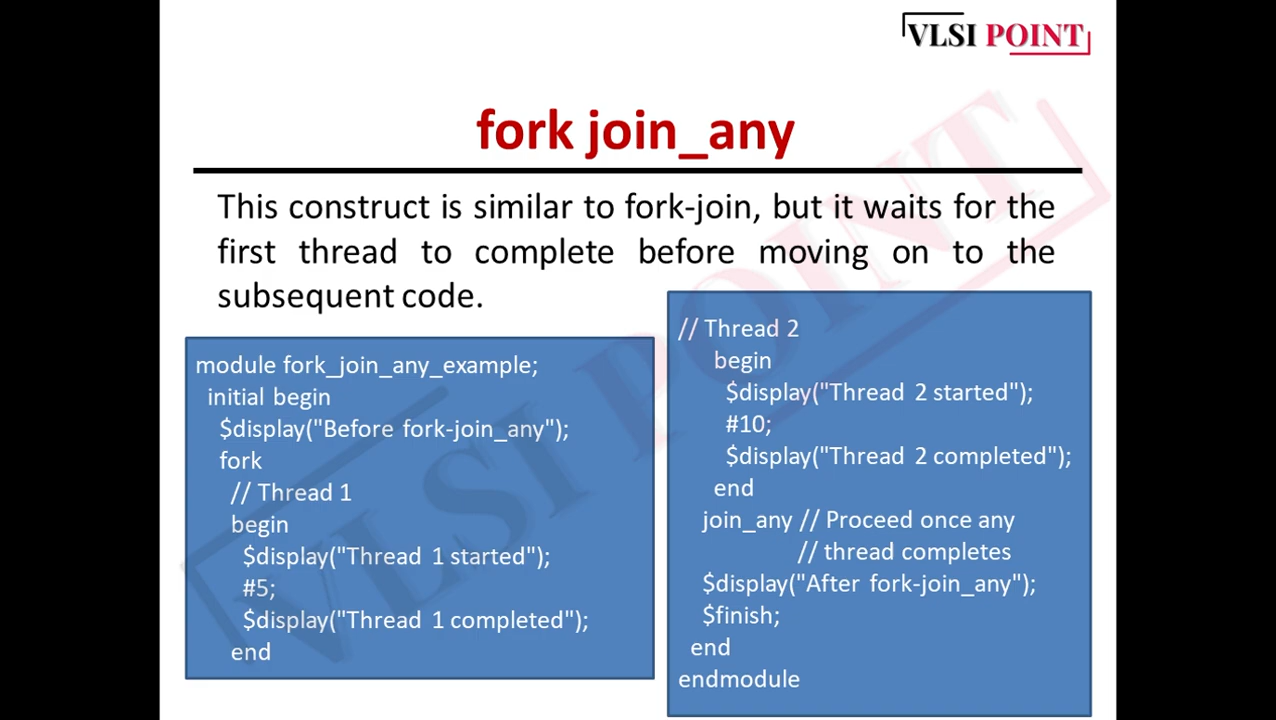 VLSI POINT
fork join_any
This construct is similar to fork-join, but it waits for the
first thread to complete before moving on to the
subsequent code.
module fork_join_any_example;
initial begin
$display("Before fork-join_any");
fork
// Thread 1
begin
$display("Thread 1 started");
#5;
$display("Thread 1 completed");
end
// Thread 2
begin
$display("Thread 2 started");
#10;
$display("Thread 2 completed");
end
join_any // Proceed once any
// thread completes
$display("After fork-join_any");
$finish;
end
endmodule
VLSI POINT